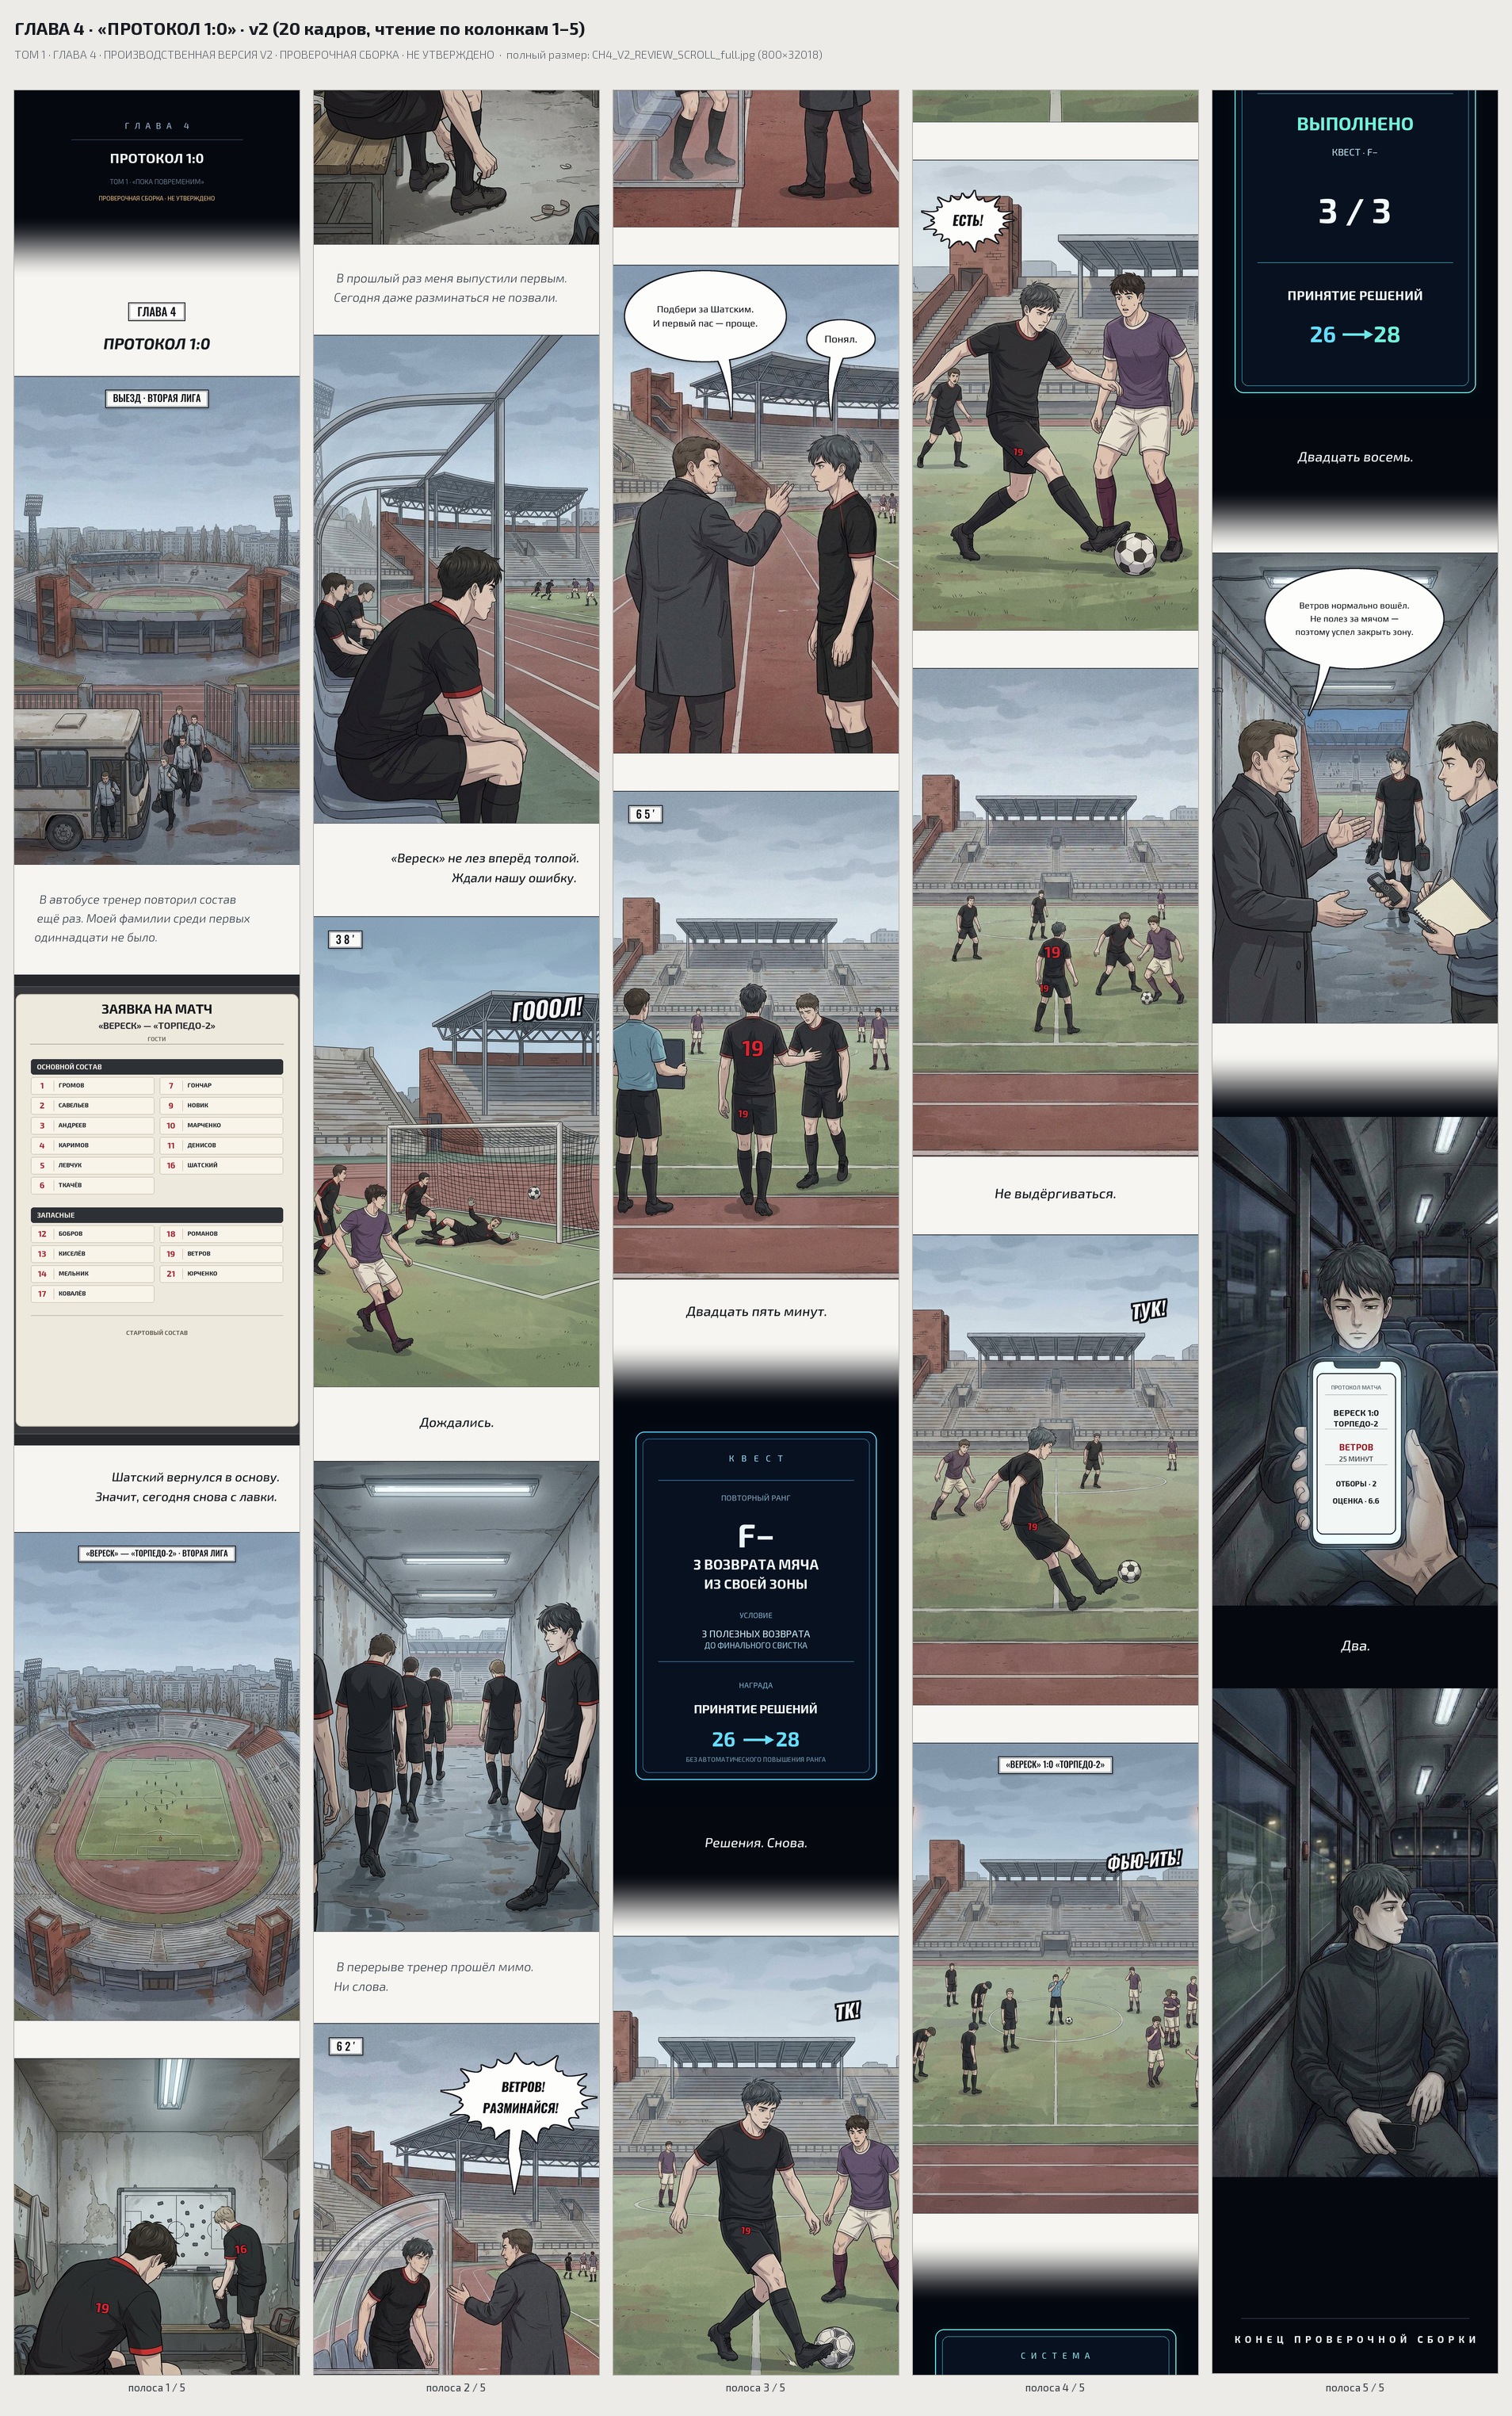 ГЛАВА 4 · «ПРОТОКОЛ 1:0» · v2 (20 кадров, чтение по колонкам 1–5)
ТОМ 1 · ГЛАВА 4 · ПРОИЗВОДСТВЕННАЯ ВЕРСИЯ V2 · ПРОВЕРОЧНАЯ СБОРКА · НЕ УТВЕРЖДЕНО · полный размер: CH4_V2_REVIEW_SCROLL_full.jpg (800×32018)
ГЛАВА 4
ПРОТОКОЛ 1:0
ТОМ 1 · «ПОКА ПОВРЕМЕНИМ»
ПРОВЕРОЧНАЯ СБОРКА · НЕ УТВЕРЖДЕНО
ГЛАВА 4
ПРОТОКОЛ 1:0
ВЫЕЗД · ВТОРАЯ ЛИГА
В автобусе тренер повторил состав
ещё раз. Моей фамилии среди первых
одиннадцати не было.
ЗАЯВКА НА МАТЧ
«ВЕРЕСК» — «ТОРПЕДО-2»
ГОСТИ
ОСНОВНОЙ СОСТАВ
1 ГРОМОВ
7 ГОНЧАР
2 САВЕЛЬЕВ
9 НОВИК
3 АНДРЕЕВ
10 МАРЧЕНКО
4 КАРИМОВ
11 ДЕНИСОВ
5 ЛЕВЧУК
16 ШАТСКИЙ
6 ТКАЧЁВ
ЗАПАСНЫЕ
12 БОБРОВ
18 РОМАНОВ
13 КИСЕЛЁВ
19 ВЕТРОВ
14 МЕЛЬНИК
21 ЮРЧЕНКО
17 КОВАЛЁВ
СТАРТОВЫЙ СОСТАВ
Шатский вернулся в основу.
Значит, сегодня снова с лавки.
«ВЕРЕСК» — «ТОРПЕДО-2» · ВТОРАЯ ЛИГА
16
19
полоса 1 / 5
В прошлый раз меня выпустили первым.
Сегодня даже разминаться не позвали.
«Вереск» не лез вперёд толпой.
Ждали нашу ошибку.
38'
ГОООЛ!
Дождались.
В перерыве тренер прошёл мимо.
Ни слова.
62'
ВЕТРОВ!
РАЗМИНАЙСЯ!
полоса 2 / 5
Подбери за Шатским.
И первый пас — проще.
Понял.
65'
19
19
Двадцать пять минут.
КВЕСТ
ПОВТОРНЫЙ РАНГ
F–
3 ВОЗВРАТА МЯЧА
ИЗ СВОЕЙ ЗОНЫ
УСЛОВИЕ
3 ПОЛЕЗНЫХ ВОЗВРАТА
ДО ФИНАЛЬНОГО СВИСТКА
НАГРАДА
ПРИНЯТИЕ РЕШЕНИЙ
26 → 28
БЕЗ АВТОМАТИЧЕСКОГО ПОВЫШЕНИЯ РАНГА
Решения. Снова.
ТК!
19
полоса 3 / 5
ЕСТЬ!
19
19
19
Не выдёргиваться.
ТУК!
19
«ВЕРЕСК» 1:0 «ТОРПЕДО-2»
ФЬЮ-ИТЬ!
СИСТЕМА
полоса 4 / 5
ВЫПОЛНЕНО
КВЕСТ · F–
3 / 3
ПРИНЯТИЕ РЕШЕНИЙ
26 → 28
Двадцать восемь.
Ветров нормально вошёл.
Не полез за мячом —
поэтому успел закрыть зону.
ПРОТОКОЛ МАТЧА
ВЕРЕСК 1:0
ТОРПЕДО-2
ВЕТРОВ
25 МИНУТ
ОТБОРЫ · 2
ОЦЕНКА · 6.6
Два.
КОНЕЦ ПРОВЕРОЧНОЙ СБОРКИ
полоса 5 / 5